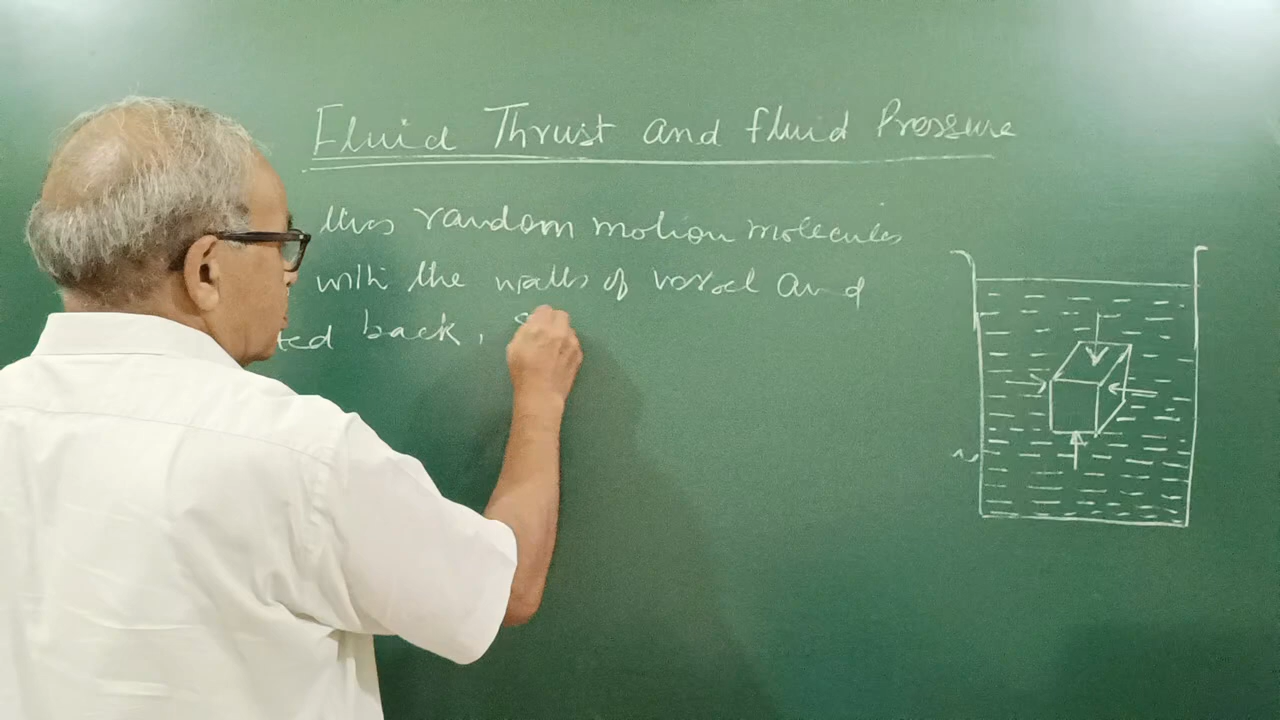 Fluid Thrust and fluid Pressure
this random motion molecules
with the walls of vessel and
ted back, S